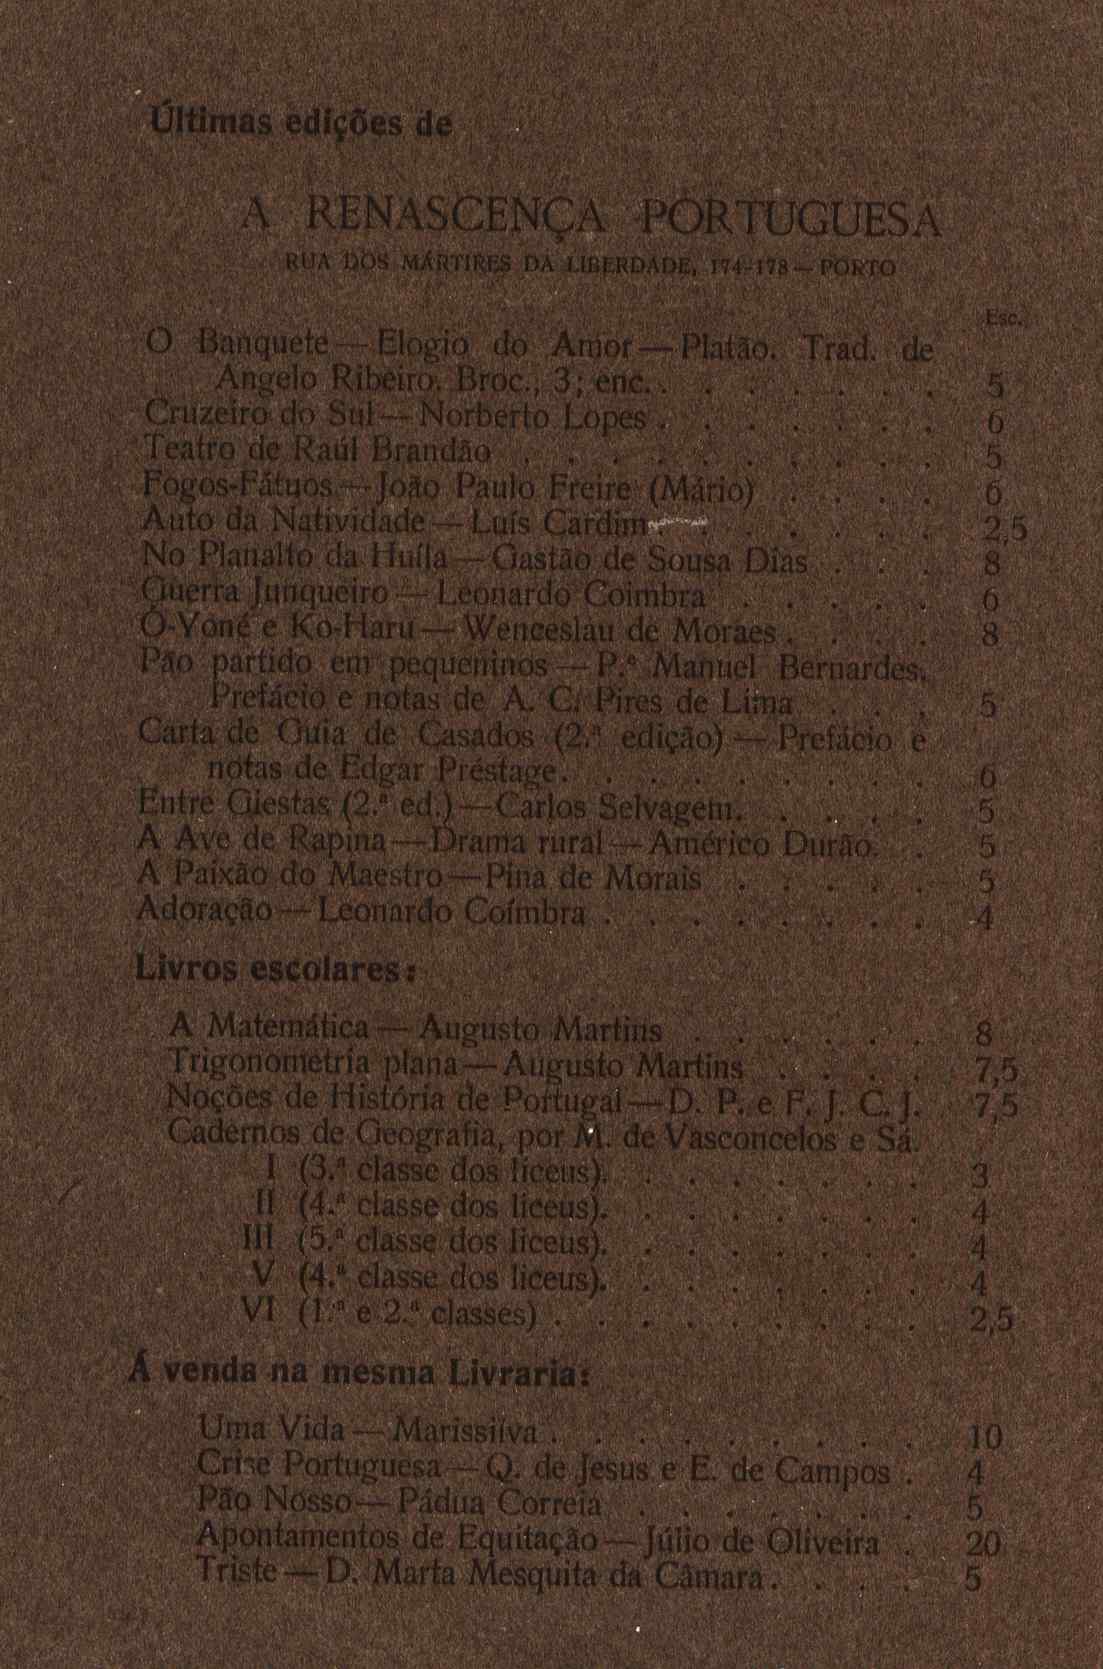 Últimas edições de
A RENASCENÇA PORTUGUESA
RUA DOS MÁRTIRES DA LIBERDADE, 174-178 — PORTO
Esc.
O Banquete — Elogio do Amor — Platão. Trad. de
Angelo Ribeiro. Broc., 3; enc. . . . . . . . 5
Cruzeiro do Sul — Norberto Lopes . . . . . . . 6
Teatro de Raúl Brandão . . . . . . . . . . 5
Fogos-Fátuos — João Paulo Freire (Mário) . . . . 6
Auto da Natividade — Luís Cardim . . . . . . 2,5
No Planalto da Huíla — Gastão de Sousa Dias . . . 8
Guerra Junqueiro — Leonardo Coimbra . . . . . 6
Ó-Yoné e Ko-Haru — Wenceslau de Moraes . . . . 8
Pão partido em pequeninos — P.e Manuel Bernardes.
Prefácio e notas de A. C. Pires de Lima . . . 5
Carta de Guia de Casados (2.ª edição) — Prefácio e
notas de Edgar Préstage. . . . . . . . . 6
Entre Giestas (2.ª ed.) — Carlos Selvagem. . . . . 5
A Ave de Rapina — Drama rural — Américo Durão. . 5
A Paixão do Maestro — Pina de Morais . . . . . 5
Adoração — Leonardo Coímbra . . . . . . . . 4
Livros escolares:
A Matemática — Augusto Martins . . . . . . 8
Trigonometria plana — Augusto Martins . . . . 7,5
Noções de História de Portugal — D. P. e F. J. C. J. 7,5
Cadernos de Geografia, por M. de Vasconcelos e Sá.
I (3.ª classe dos liceus). . . . . . . . 3
II (4.ª classe dos liceus). . . . . . . . 4
III (5.ª classe dos liceus). . . . . . . . 4
V (4.ª classe dos liceus). . . . . . . . 4
VI (1.ª e 2.ª classes) . . . . . . . . . 2,5
Á venda na mesma Livraria:
Uma Vida — Marissilva . . . . . . . . . 10
Crise Portuguesa — Q. de Jesus e E. de Campos . 4
Pão Nosso — Pádua Correia . . . . . . . 5
Apontamentos de Equitação — Júlio de Oliveira . 20
Triste — D. Marta Mesquita da Câmara . . . . 5